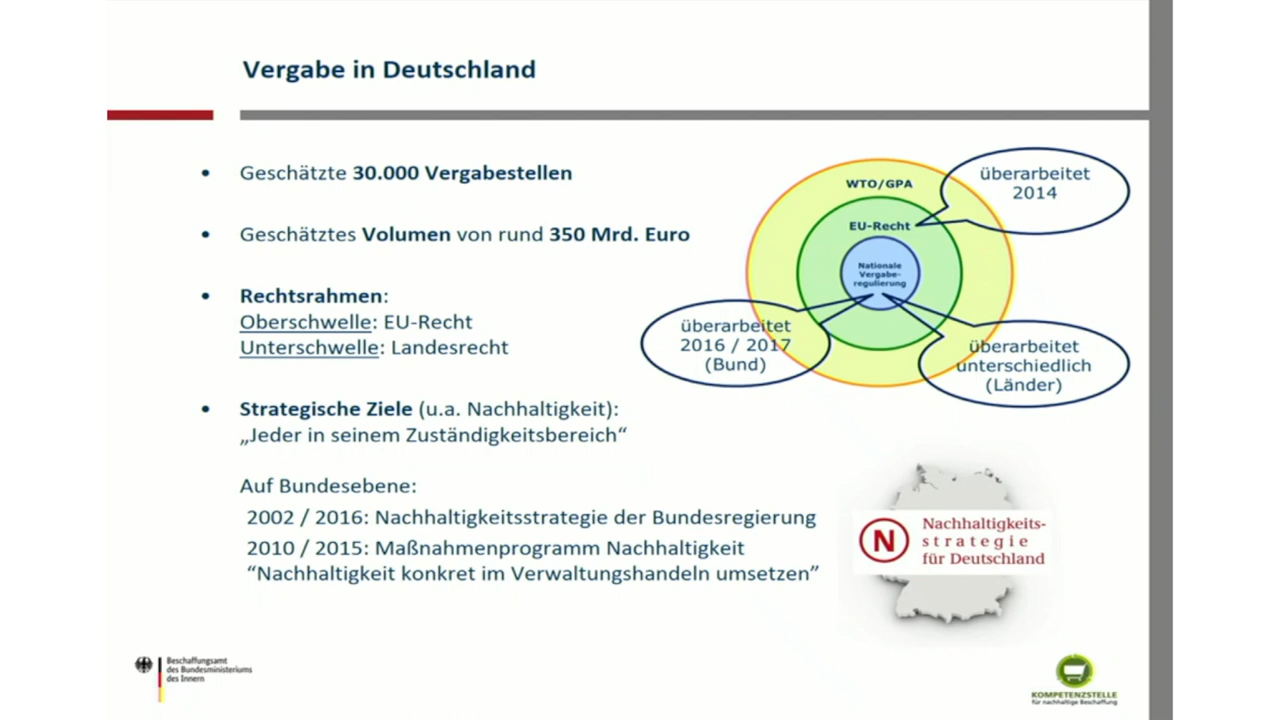 Vergabe in Deutschland
• Geschätzte 30.000 Vergabestellen
• Geschätztes Volumen von rund 350 Mrd. Euro
• Rechtsrahmen:
Oberschwelle: EU-Recht
Unterschwelle: Landesrecht
• Strategische Ziele (u.a. Nachhaltigkeit):
„Jeder in seinem Zuständigkeitsbereich“
Auf Bundesebene:
2002 / 2016: Nachhaltigkeitsstrategie der Bundesregierung
2010 / 2015: Maßnahmenprogramm Nachhaltigkeit
“Nachhaltigkeit konkret im Verwaltungshandeln umsetzen”
WTO/GPA
EU-Recht
Nationale
Vergabe-
regulierung
überarbeitet
2014
überarbeitet
2016 / 2017
(Bund)
überarbeitet
unterschiedlich
(Länder)
N
Nachhaltigkeits-
strategie
für Deutschland
Beschaffungsamt
des Bundesministeriums
des Innern
KOMPETENZSTELLE
für nachhaltige Beschaffung